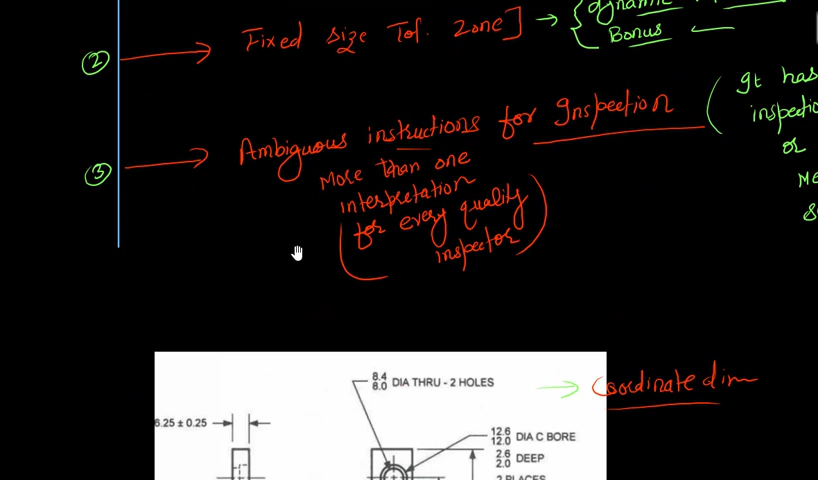 ② → Fixed size Tol. Zone] → { dynamic
Bonus ←
③ → Ambiguous instructions for Inspection ( It has
inspectio
or
more than one
interpretation
(for every quality
inspector)
8.4
8.0 DIA THRU - 2 HOLES → Coordinate dim
6.25 ± 0.25
12.6
12.0 DIA C BORE
2.6
2.0 DEEP
2 PLACES